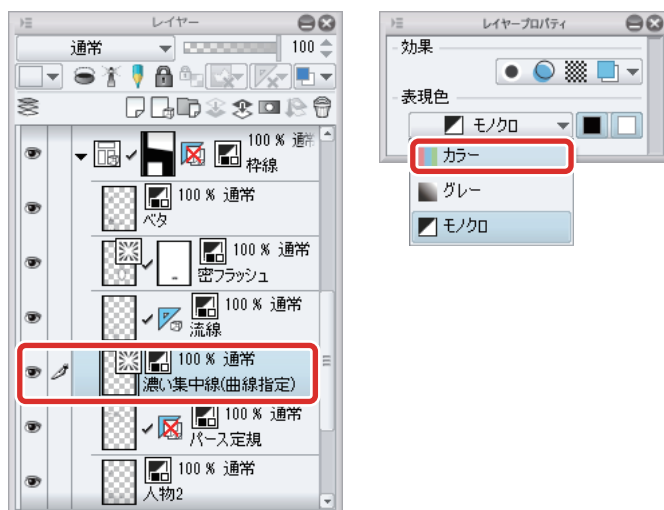 レイヤー
通常 100
100 % 通常
枠線
100 % 通常
ベタ
100 % 通常
密フラッシュ
100 % 通常
流線
100 % 通常
濃い集中線(曲線指定)
100 % 通常
パース定規
100 % 通常
人物2
レイヤープロパティ
効果
表現色
モノクロ
カラー
グレー
モノクロ